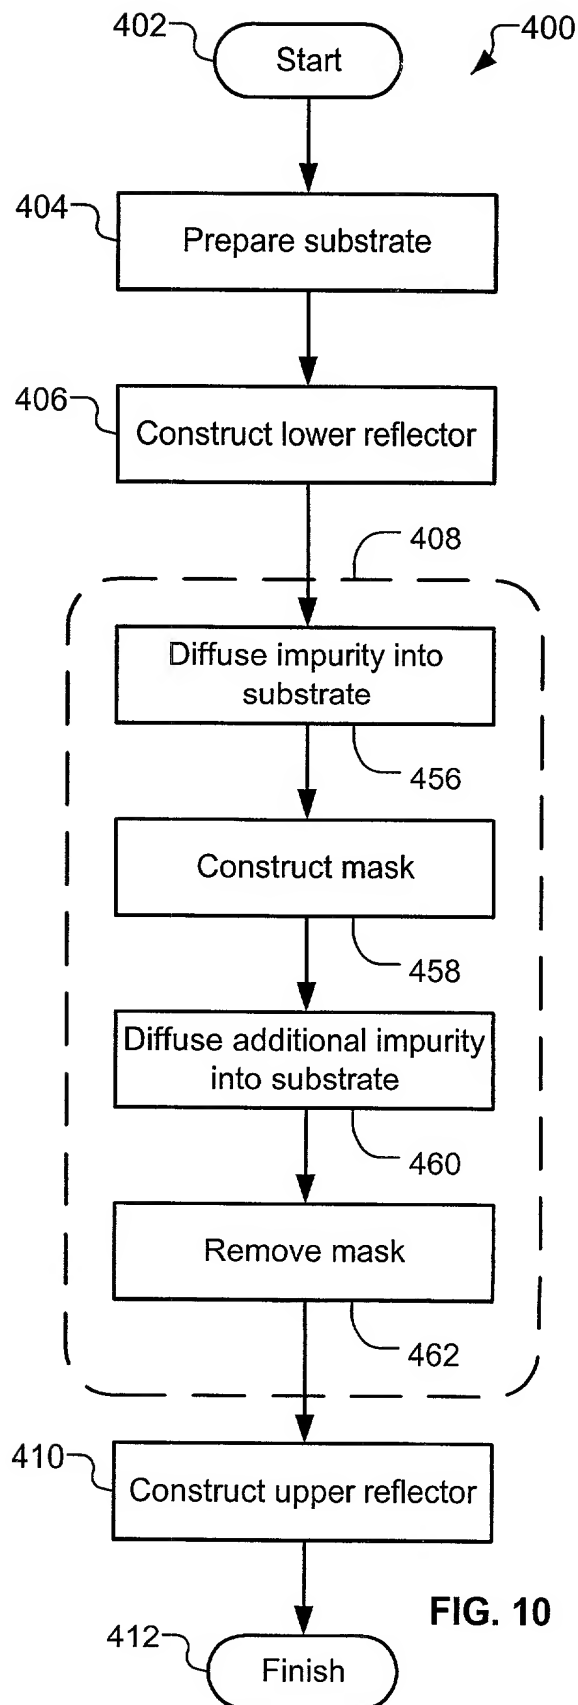 402
Start
400
404
Prepare substrate
406
Construct lower reflector
408
Diffuse impurity into
substrate
456
Construct mask
458
Diffuse additional impurity
into substrate
460
Remove mask
462
410
Construct upper reflector
FIG. 10
412
Finish